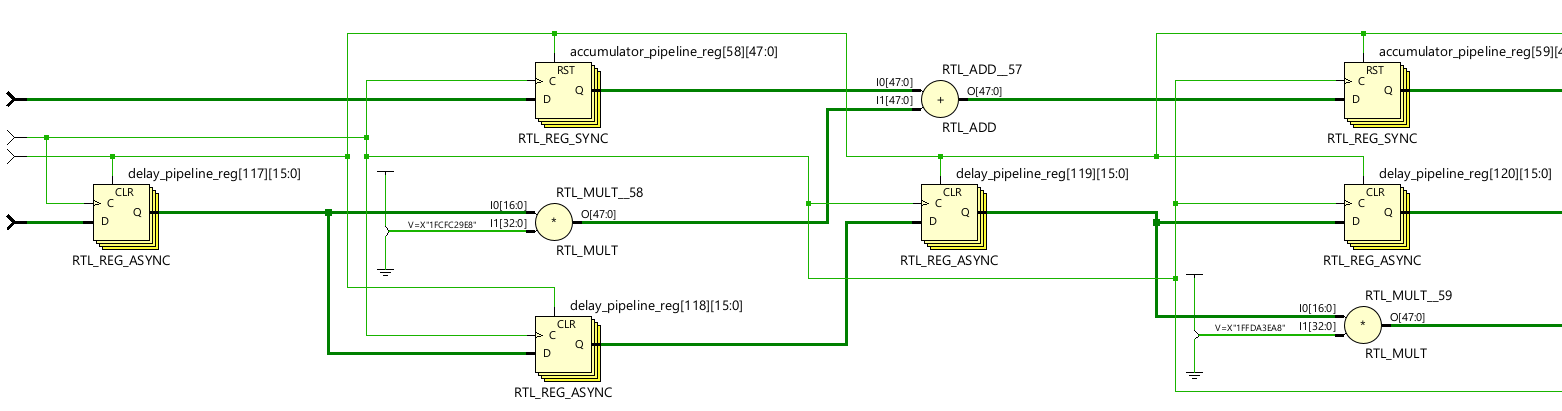 accumulator_pipeline_reg[58][47:0]
RST
C
D
Q
RTL_REG_SYNC
RTL_ADD__57
I0[47:0]
I1[47:0]
+
O[47:0]
RTL_ADD
accumulator_pipeline_reg[59][4
RST
C
D
Q
RTL_REG_SYNC
delay_pipeline_reg[117][15:0]
CLR
C
D
Q
RTL_REG_ASYNC
RTL_MULT__58
I0[16:0]
V=X"1FCFC29E8"
I1[32:0]
*
O[47:0]
RTL_MULT
delay_pipeline_reg[119][15:0]
CLR
C
D
Q
RTL_REG_ASYNC
delay_pipeline_reg[120][15:0]
CLR
C
D
Q
RTL_REG_ASYNC
delay_pipeline_reg[118][15:0]
CLR
C
D
Q
RTL_REG_ASYNC
RTL_MULT__59
I0[16:0]
V=X"1FFDA3EA8"
I1[32:0]
*
O[47:0]
RTL_MULT